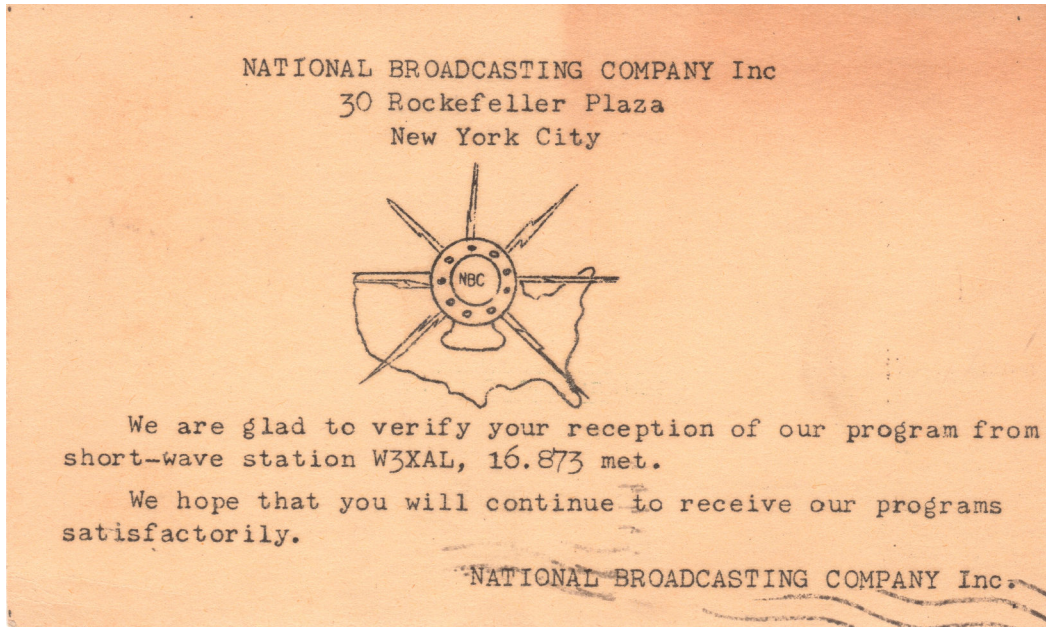 NATIONAL BROADCASTING COMPANY Inc
30 Rockefeller Plaza
New York City
NBC
We are glad to verify your reception of our program from
short-wave station W3XAL, 16.873 met.
We hope that you will continue to receive our programs
satisfactorily.
NATIONAL BROADCASTING COMPANY Inc.